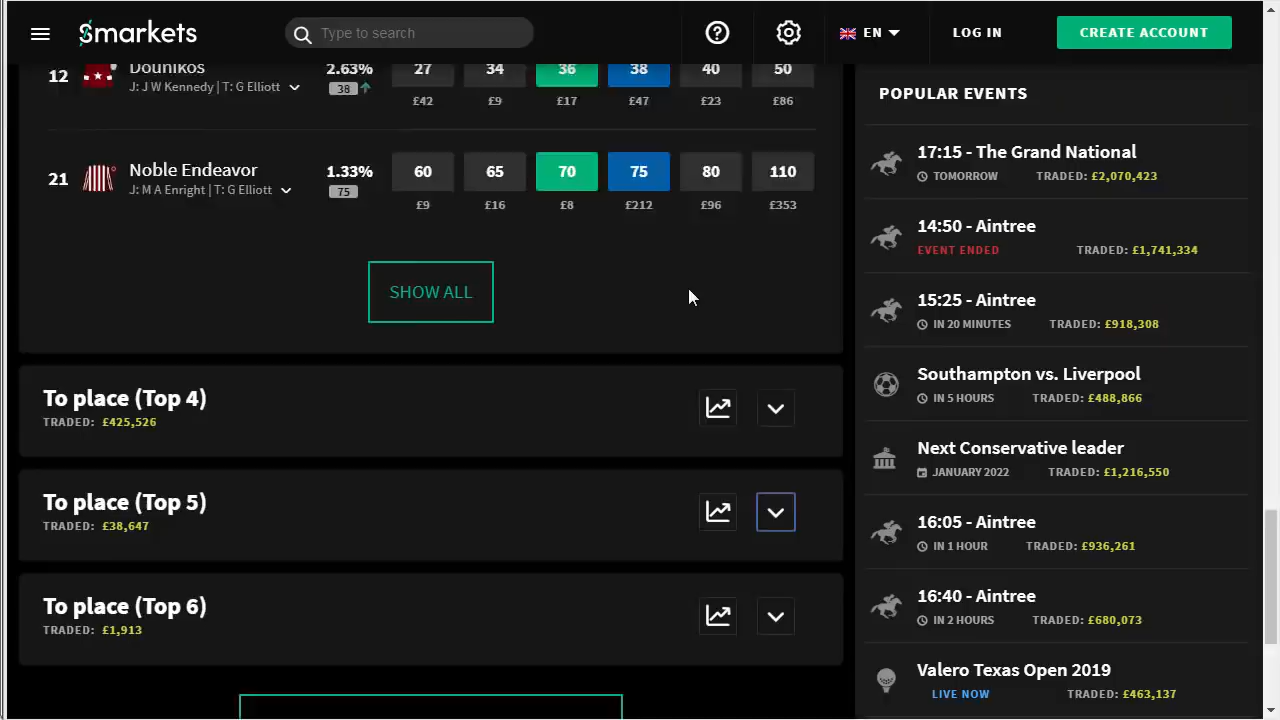 Smarkets
Type to search
EN
LOG IN
CREATE ACCOUNT
12
Dounikos
J: J W Kennedy | T: G Elliott
2.63%
38
27 34 36 38 40 50
£42 £9 £17 £47 £23 £86
21
Noble Endeavor
J: M A Enright | T: G Elliott
1.33%
75
60 65 70 75 80 110
£9 £16 £8 £212 £96 £353
SHOW ALL
To place (Top 4)
TRADED: £425,526
To place (Top 5)
TRADED: £38,647
To place (Top 6)
TRADED: £1,913
POPULAR EVENTS
17:15 - The Grand National
TOMORROW TRADED: £2,070,423
14:50 - Aintree
EVENT ENDED TRADED: £1,741,334
15:25 - Aintree
IN 20 MINUTES TRADED: £918,308
Southampton vs. Liverpool
IN 5 HOURS TRADED: £488,866
Next Conservative leader
JANUARY 2022 TRADED: £1,216,550
16:05 - Aintree
IN 1 HOUR TRADED: £936,261
16:40 - Aintree
IN 2 HOURS TRADED: £680,073
Valero Texas Open 2019
LIVE NOW TRADED: £463,137